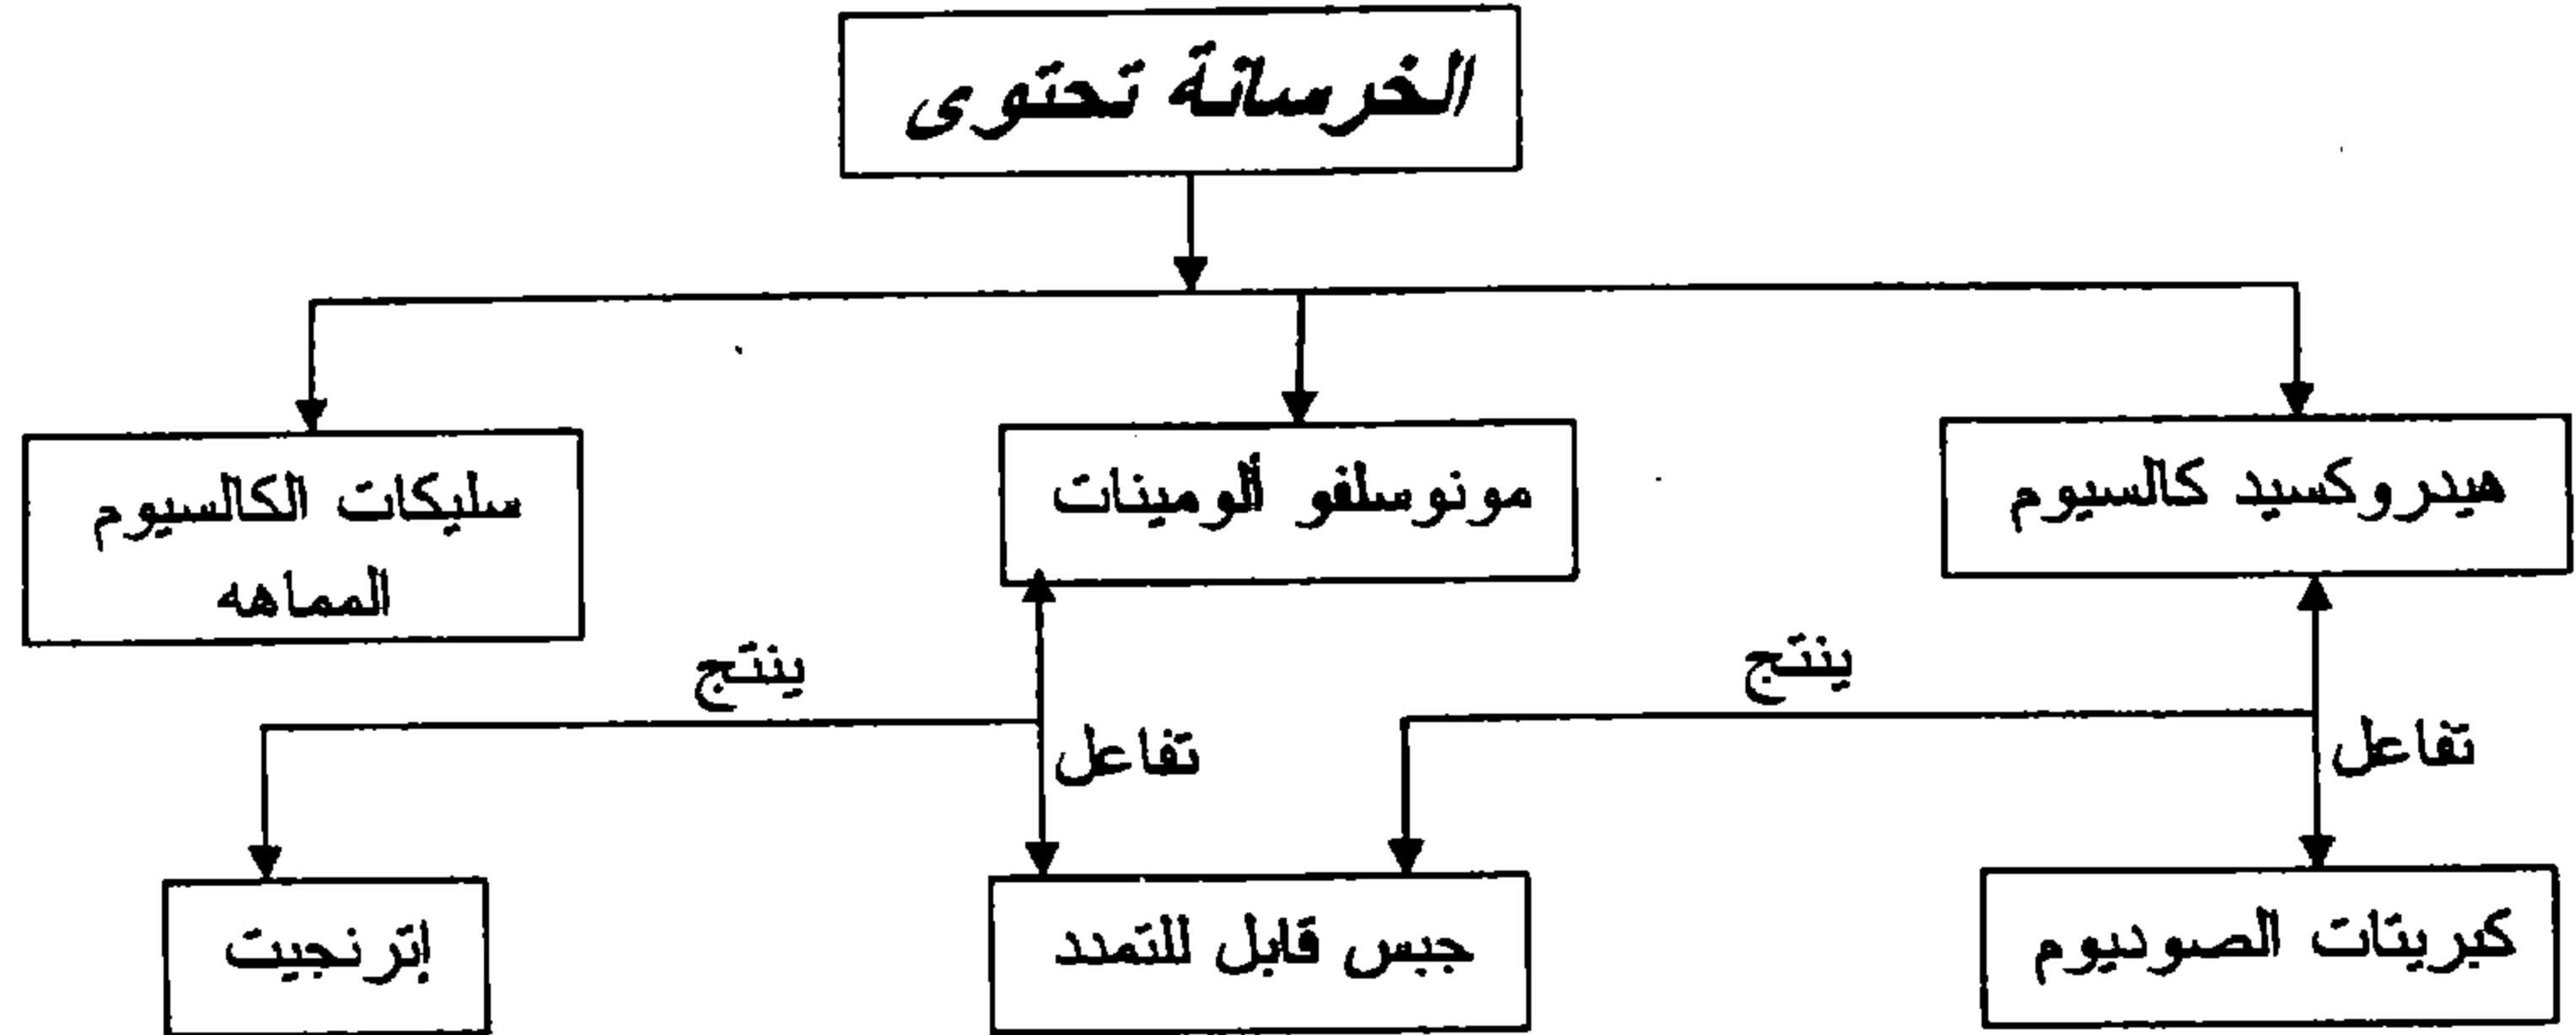 الخرسانة تحتوى
هيدروكسيد كالسيوم
مونوسلفو ألومينات
سليكات الكالسيوم
المماهه
ينتج
ينتج
تفاعل
تفاعل
كبريتات الصوديوم
جبس قابل للتمدد
إترنجيت